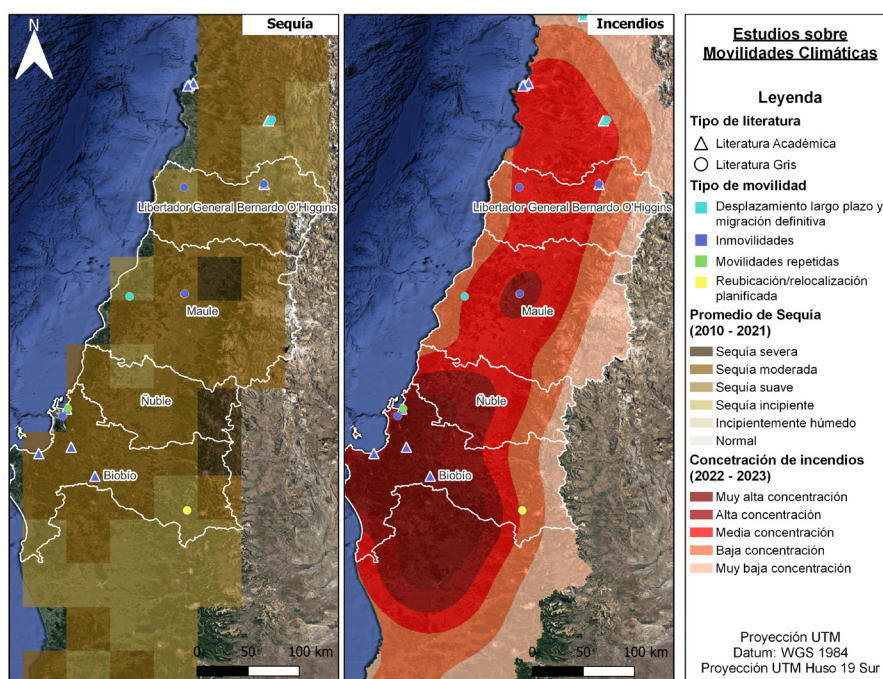 N
Sequía
Libertador General Bernardo O'Higgins
Maule
Ñuble
Biobío
0 50 100 km
Incendios
Libertador General Bernardo O'Higgins
Maule
Ñuble
Biobío
0 50 100 km
Estudios sobre
Movilidades Climáticas
Leyenda
Tipo de literatura
Literatura Académica
Literatura Gris
Tipo de movilidad
Desplazamiento largo plazo y
migración definitiva
Inmovilidades
Movilidades repetidas
Reubicación/relocalización
planificada
Promedio de Sequía
(2010 - 2021)
Sequía severa
Sequía moderada
Sequía suave
Sequía incipiente
Incipientemente húmedo
Normal
Concetración de incendios
(2022 - 2023)
Muy alta concentración
Alta concentración
Media concentración
Baja concentración
Muy baja concentración
Proyección UTM
Datum: WGS 1984
Proyección UTM Huso 19 Sur